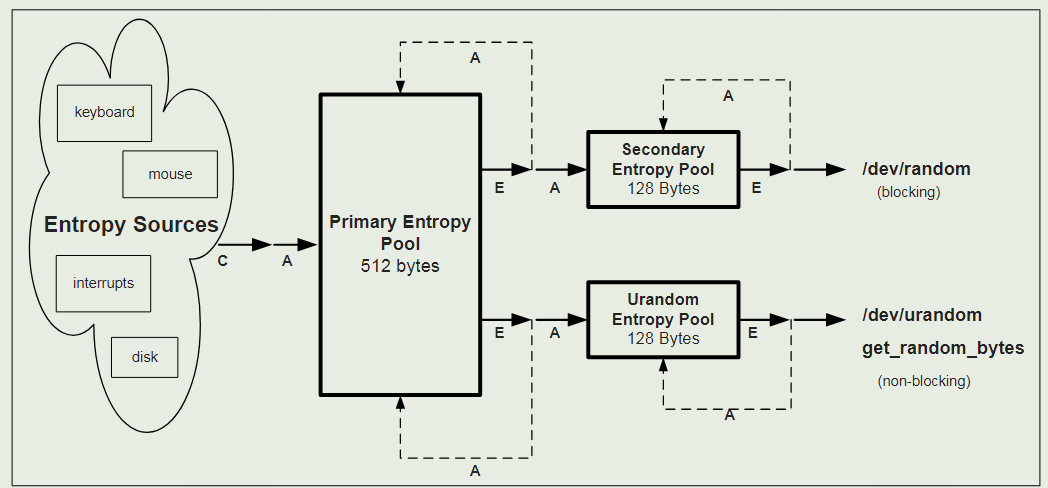 keyboard
mouse
Entropy Sources
interrupts
disk
C
A
Primary Entropy
Pool
512 bytes
A
E
A
Secondary
Entropy Pool
128 Bytes
A
E
/dev/random
(blocking)
E
A
A
Urandom
Entropy Pool
128 Bytes
E
A
/dev/urandom
get_random_bytes
(non-blocking)